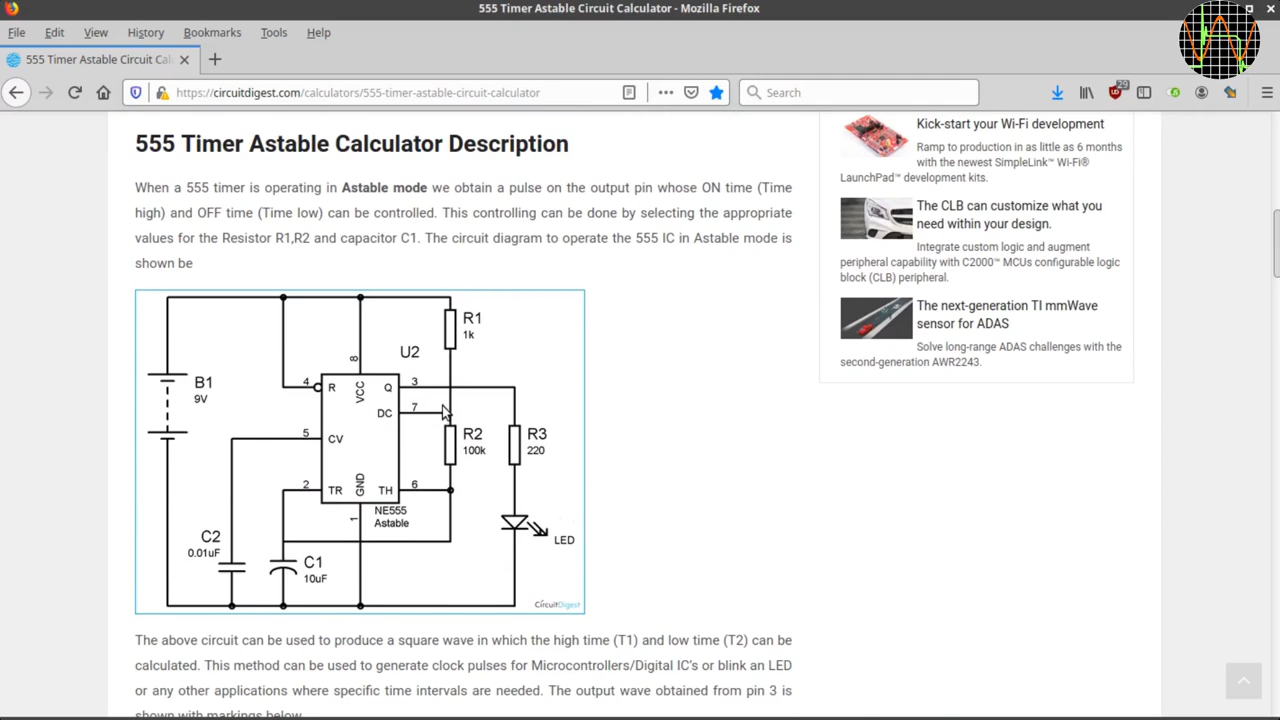 555 Timer Astable Circuit Calculator - Mozilla Firefox
File Edit View History Bookmarks Tools Help
555 Timer Astable Circuit Cal
https://circuitdigest.com/calculators/555-timer-astable-circuit-calculator
Search
29
555 Timer Astable Calculator Description
When a 555 timer is operating in Astable mode we obtain a pulse on the output pin whose ON time (Time
high) and OFF time (Time low) can be controlled. This controlling can be done by selecting the appropriate
values for the Resistor R1,R2 and capacitor C1. The circuit diagram to operate the 555 IC in Astable mode is
shown be
R1
1k
U2
8
B1
9V
4
R
VCC
Q
3
DC
7
5
CV
R2
100k
R3
220
2
TR
GND
TH
6
NE555
Astable
1
C2
0.01uF
C1
10uF
LED
CIRCUITDIGEST
The above circuit can be used to produce a square wave in which the high time (T1) and low time (T2) can be
calculated. This method can be used to generate clock pulses for Microcontrollers/Digital IC's or blink an LED
or any other applications where specific time intervals are needed. The output wave obtained from pin 3 is
shown with markings below
Kick-start your Wi-Fi development
Ramp to production in as little as 6 months
with the newest SimpleLink™ Wi-Fi®
LaunchPad™ development kits.
The CLB can customize what you
need within your design.
Integrate custom logic and augment
peripheral capability with C2000™ MCUs configurable logic
block (CLB) peripheral.
The next-generation TI mmWave
sensor for ADAS
Solve long-range ADAS challenges with the
second-generation AWR2243.